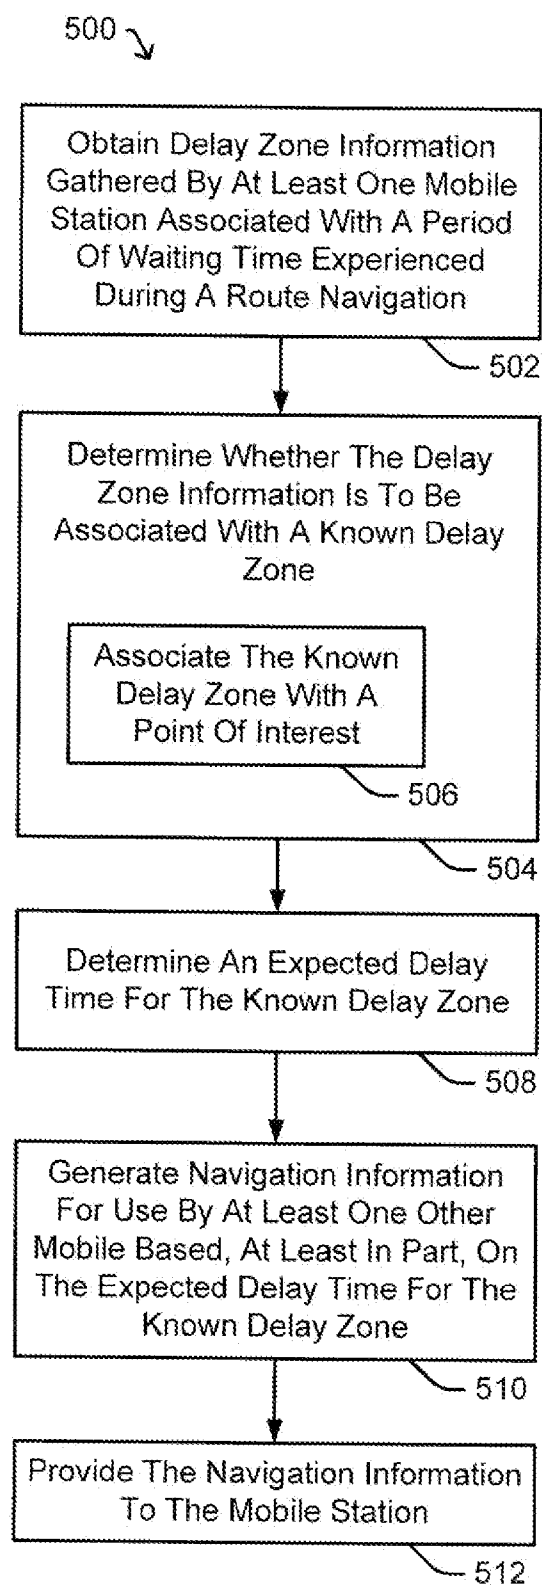 500
Obtain Delay Zone Information
Gathered By At Least One Mobile
Station Associated With A Period
Of Waiting Time Experienced
During A Route Navigation
502
Determine Whether The Delay
Zone Information Is To Be
Associated With A Known Delay
Zone
Associate The Known
Delay Zone With A
Point Of Interest
506
504
Determine An Expected Delay
Time For The Known Delay Zone
508
Generate Navigation Information
For Use By At Least One Other
Mobile Based, At Least In Part, On
The Expected Delay Time For The
Known Delay Zone
510
Provide The Navigation Information
To The Mobile Station
512